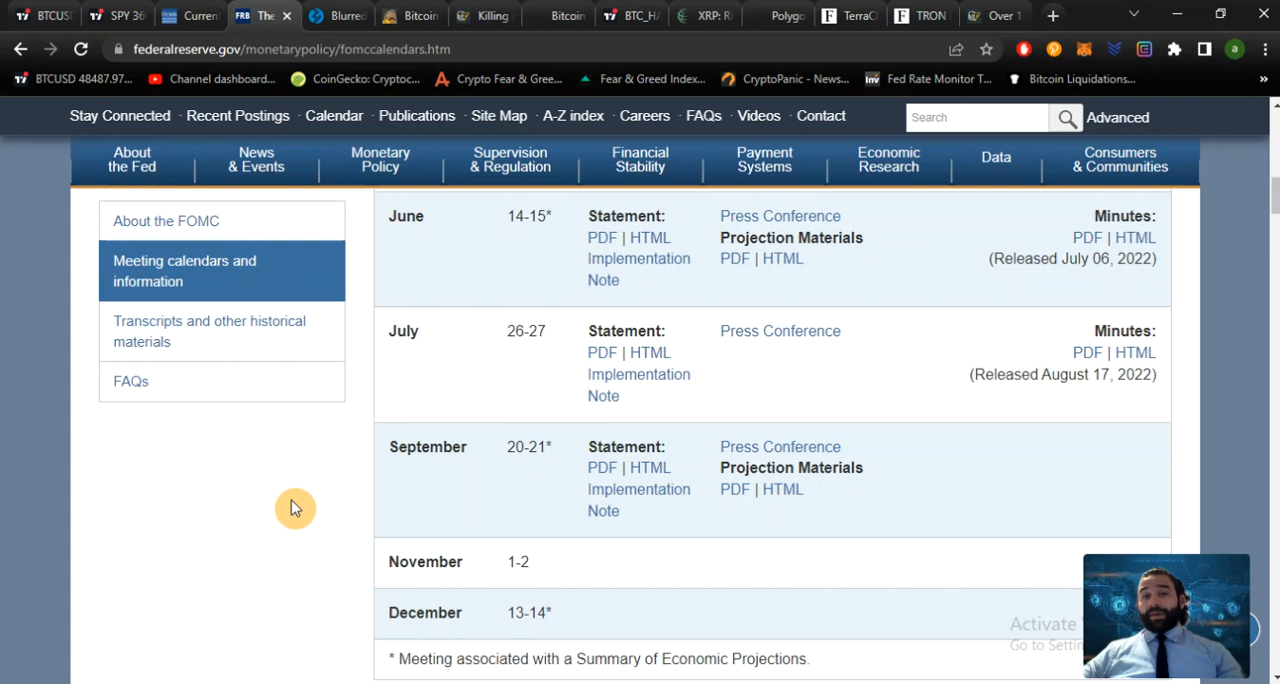 BTCUS
SPY 36
Curren
FRB The
Blurred
Bitcoin
Killing
Bitcoin
BTC_HA
XRP: R
Polygo
TerraC
TRON
Over 1
federalreserve.gov/monetarypolicy/fomccalendars.htm
a
BTCUSD 48487.97...
Channel dashboard...
CoinGecko: Cryptoc...
Crypto Fear & Gree...
Fear & Greed Index...
CryptoPanic - News...
Inv Fed Rate Monitor T...
Bitcoin Liquidations...
»
Stay Connected · Recent Postings · Calendar · Publications · Site Map · A-Z index · Careers · FAQs · Videos · Contact
Search
Advanced
About
the Fed
News
& Events
Monetary
Policy
Supervision
& Regulation
Financial
Stability
Payment
Systems
Economic
Research
Data
Consumers
& Communities
About the FOMC
Meeting calendars and
information
Transcripts and other historical
materials
FAQs
June 14-15* Statement: Press Conference Minutes:
PDF | HTML Projection Materials PDF | HTML
Implementation PDF | HTML (Released July 06, 2022)
Note
July 26-27 Statement: Press Conference Minutes:
PDF | HTML PDF | HTML
Implementation (Released August 17, 2022)
Note
September 20-21* Statement: Press Conference
PDF | HTML Projection Materials
Implementation PDF | HTML
Note
November 1-2
December 13-14*
Activate
Go to Settin
* Meeting associated with a Summary of Economic Projections.